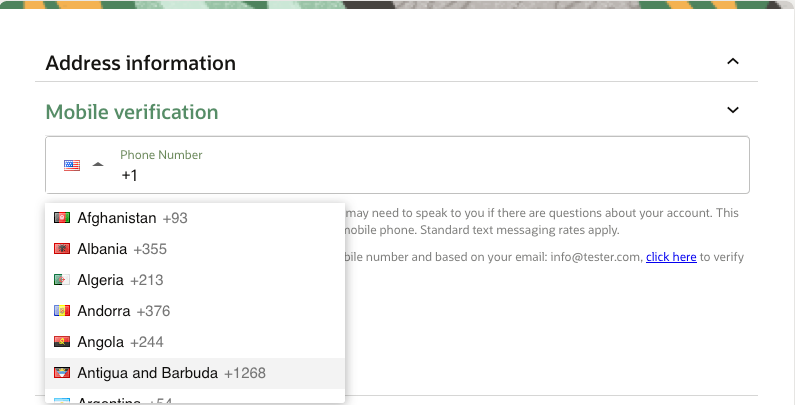 Address information
Mobile verification
Phone Number
+1
Afghanistan +93
may need to speak to you if there are questions about your account. This
mobile phone. Standard text messaging rates apply.
Albania +355
bile number and based on your email: info@tester.com, click here to verify
Algeria +213
Andorra +376
Angola +244
Antigua and Barbuda +1268
Argentina +54